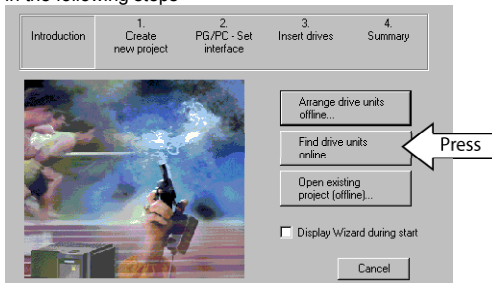 in the following steps
Introduction
1.
Create
new project
2.
PG/PC - Set
interface
3.
Insert drives
4.
Summary
Arrange drive units
offline...
Find drive units
online
Press
Open existing
project (offline)...
Display Wizard during start
Cancel